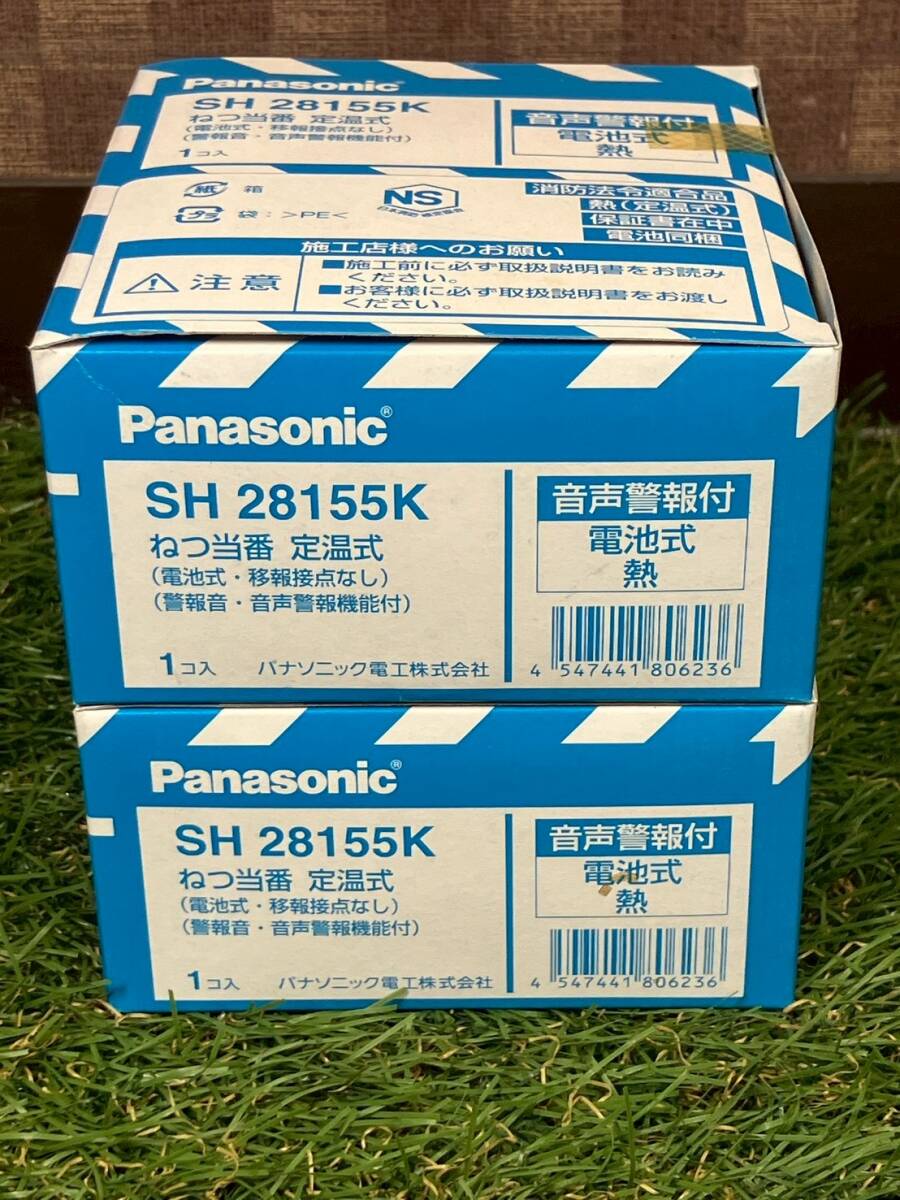 Panasonic®
SH 28155K
ねつ当番 定温式
(電池式・移報接点なし)
(警報音・音声警報機能付)
1コ入
音声警報付
電池式
熱
紙 箱
プラ 袋:>PE<
NS
消防法令適合品
熱(定温式)
保証書在中
電池同梱
施工店様へのお願い
注意
■施工前に必ず取扱説明書をお読み
ください。
■お客様に必ず取扱説明書をお渡し
ください。
Panasonic®
SH 28155K
ねつ当番 定温式
(電池式・移報接点なし)
(警報音・音声警報機能付)
1コ入 パナソニック電工株式会社
音声警報付
電池式
熱
4 547441 806236
Panasonic®
SH 28155K
ねつ当番 定温式
(電池式・移報接点なし)
(警報音・音声警報機能付)
1コ入 パナソニック電工株式会社
音声警報付
電池式
熱
4 547441 806236